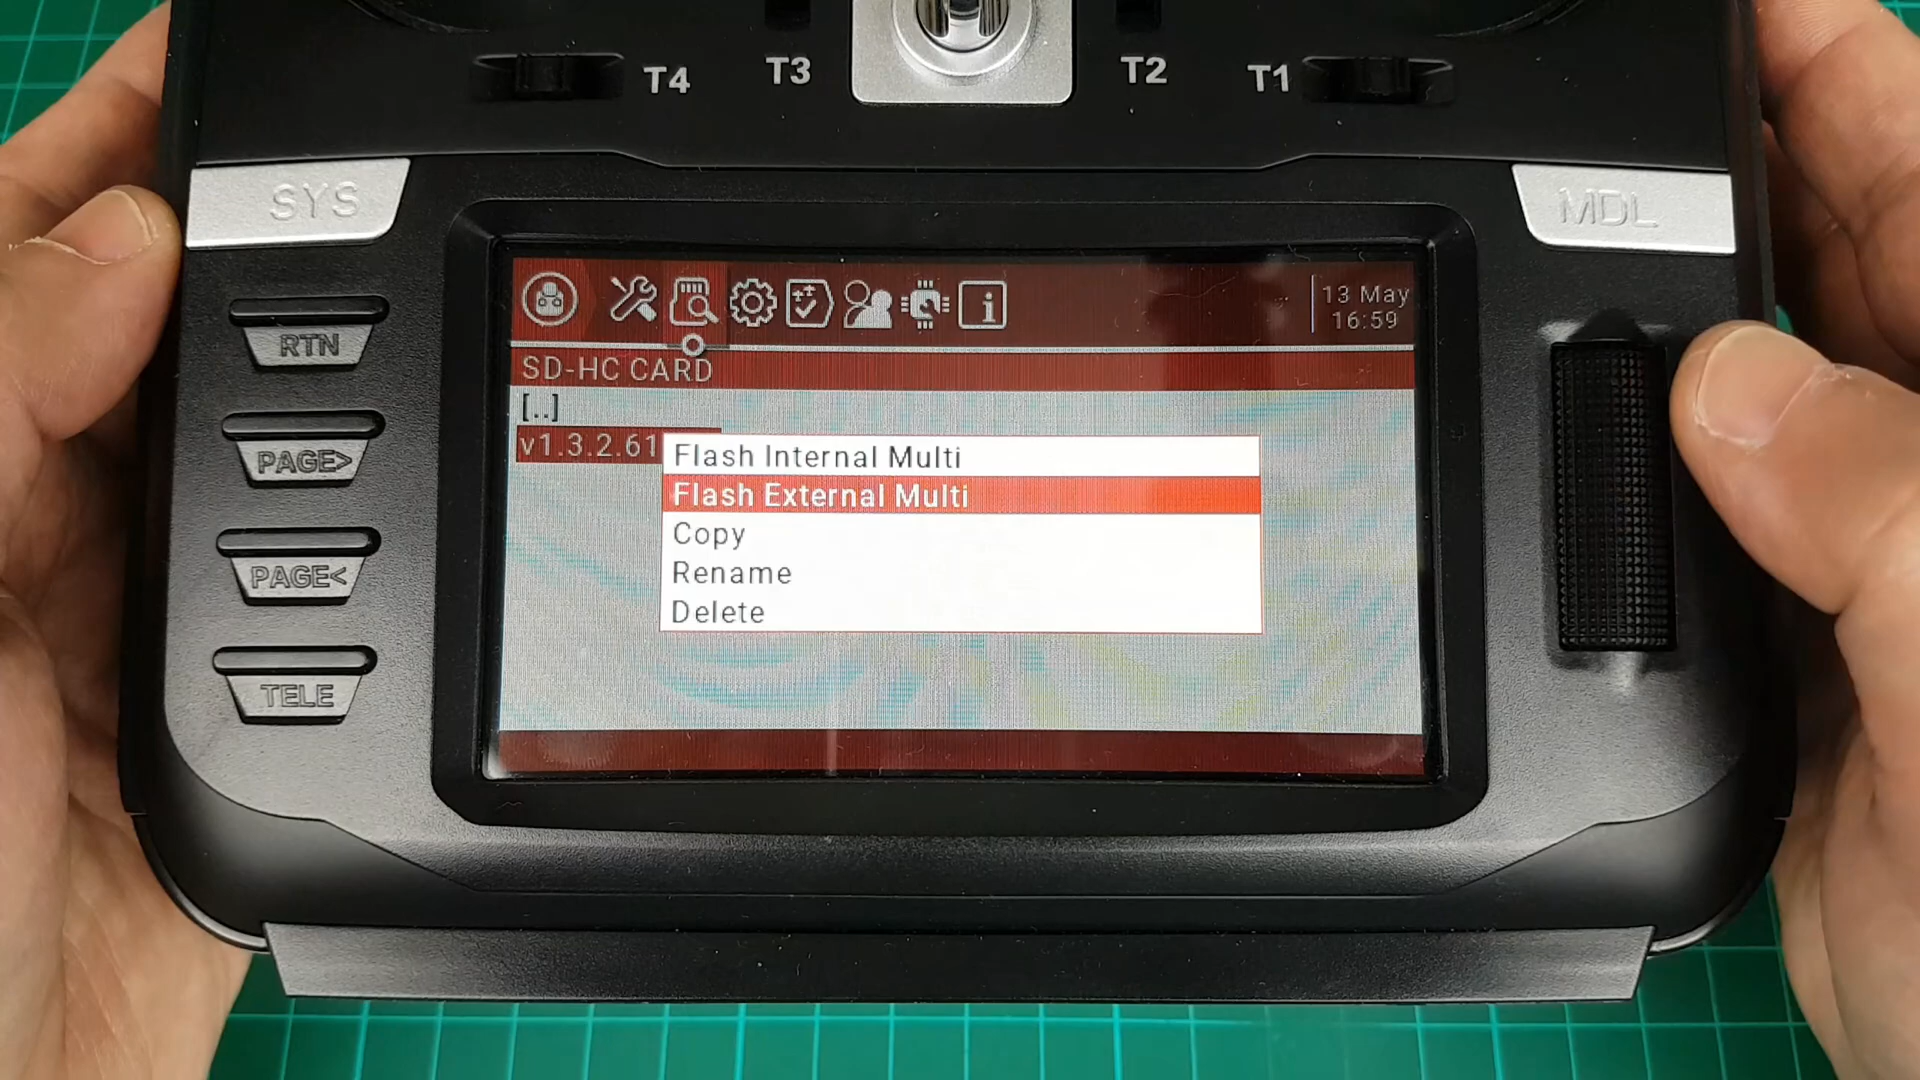 T4
T3
T2
T1
SYS
MDL
RTN
PAGE>
PAGE<
TELE
13 May
16:59
SD-HC CARD
[..]
v1.3.2.61
Flash Internal Multi
Flash External Multi
Copy
Rename
Delete